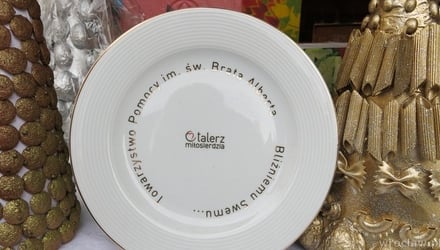 Towarzystwo Pomocy im. św. Brata Alberta
talerz
miłosierdzia
Bliźniemu Swemu...